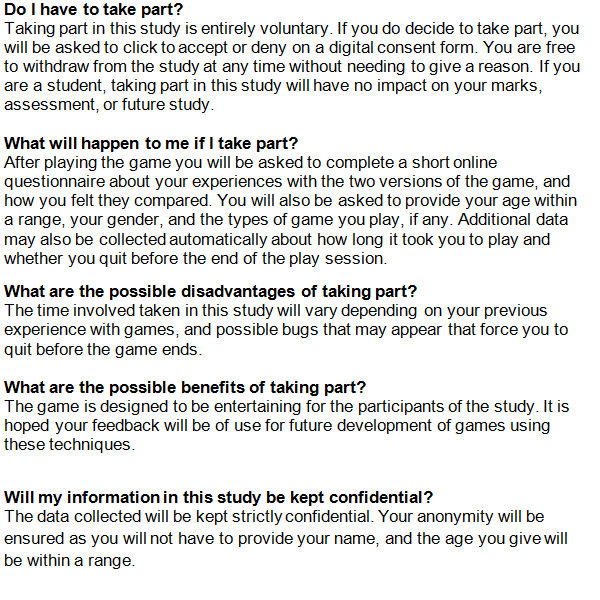 Do I have to take part?
Taking part in this study is entirely voluntary. If you do decide to take part, you
will be asked to click to accept or deny on a digital consent form. You are free
to withdraw from the study at any time without needing to give a reason. If you
are a student, taking part in this study will have no impact on your marks,
assessment, or future study.
What will happen to me if I take part?
After playing the game you will be asked to complete a short online
questionnaire about your experiences with the two versions of the game, and
how you felt they compared. You will also be asked to provide your age within
a range, your gender, and the types of game you play, if any. Additional data
may also be collected automatically about how long it took you to play and
whether you quit before the end of the play session.
What are the possible disadvantages of taking part?
The time involved taken in this study will vary depending on your previous
experience with games, and possible bugs that may appear that force you to
quit before the game ends.
What are the possible benefits of taking part?
The game is designed to be entertaining for the participants of the study. It is
hoped your feedback will be of use for future development of games using
these techniques.
Will my information in this study be kept confidential?
The data collected will be kept strictly confidential. Your anonymity will be
ensured as you will not have to provide your name, and the age you give will
be within a range.